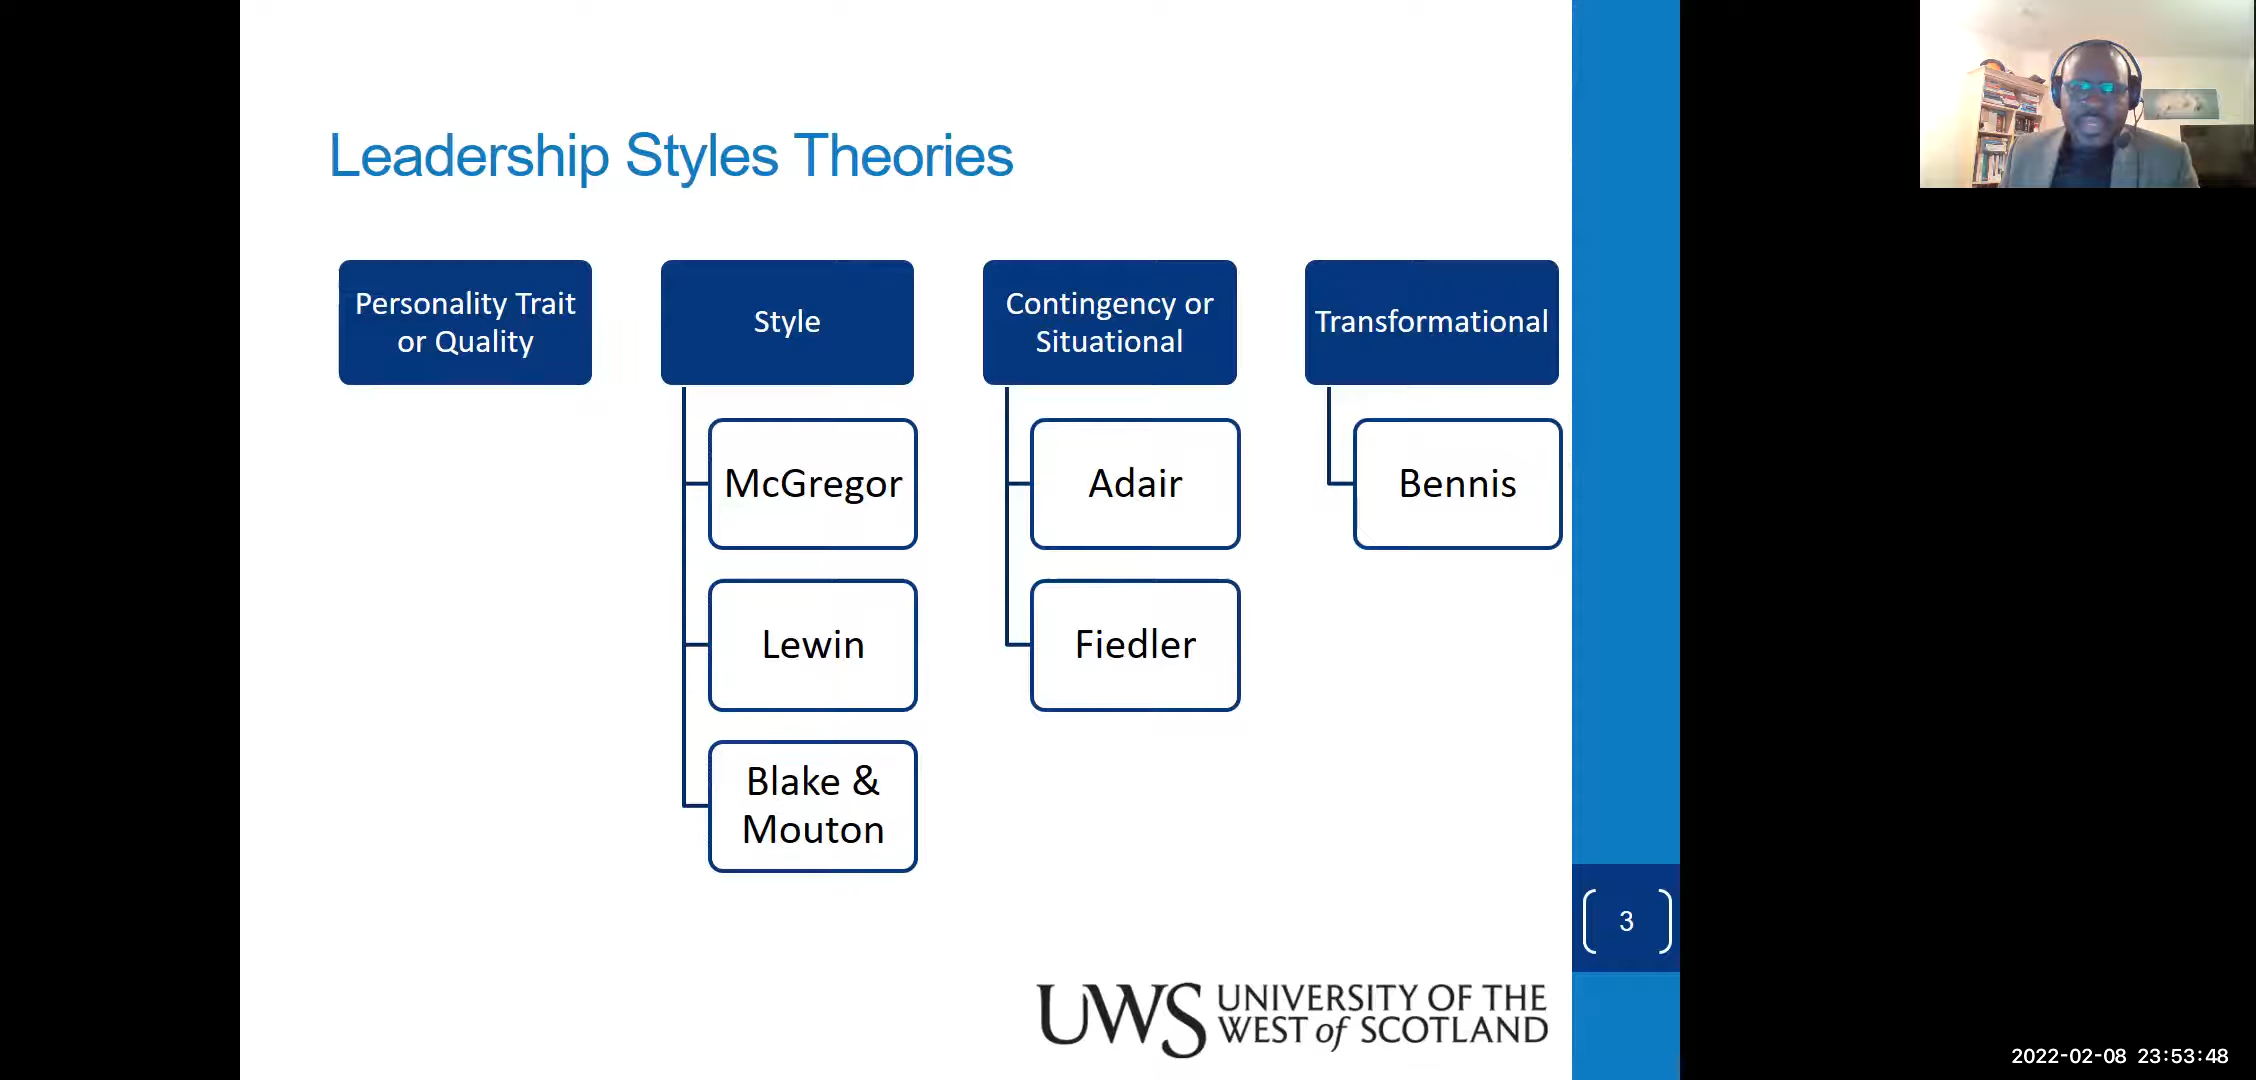 Leadership Styles Theories
Personality Trait
or Quality
Style
McGregor
Lewin
Blake &
Mouton
Contingency or
Situational
Adair
Fiedler
Transformational
Bennis
3
UWS UNIVERSITY OF THE
WEST of SCOTLAND
2022-02-08 23:53:48